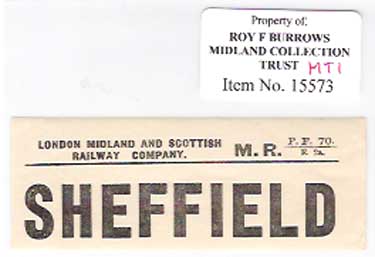 Property of:
ROY F BURROWS
MIDLAND COLLECTION
TRUST MT1
Item No. 15573
LONDON MIDLAND AND SCOTTISH
RAILWAY COMPANY.
M. R. P. F. 70.
SHEFFIELD